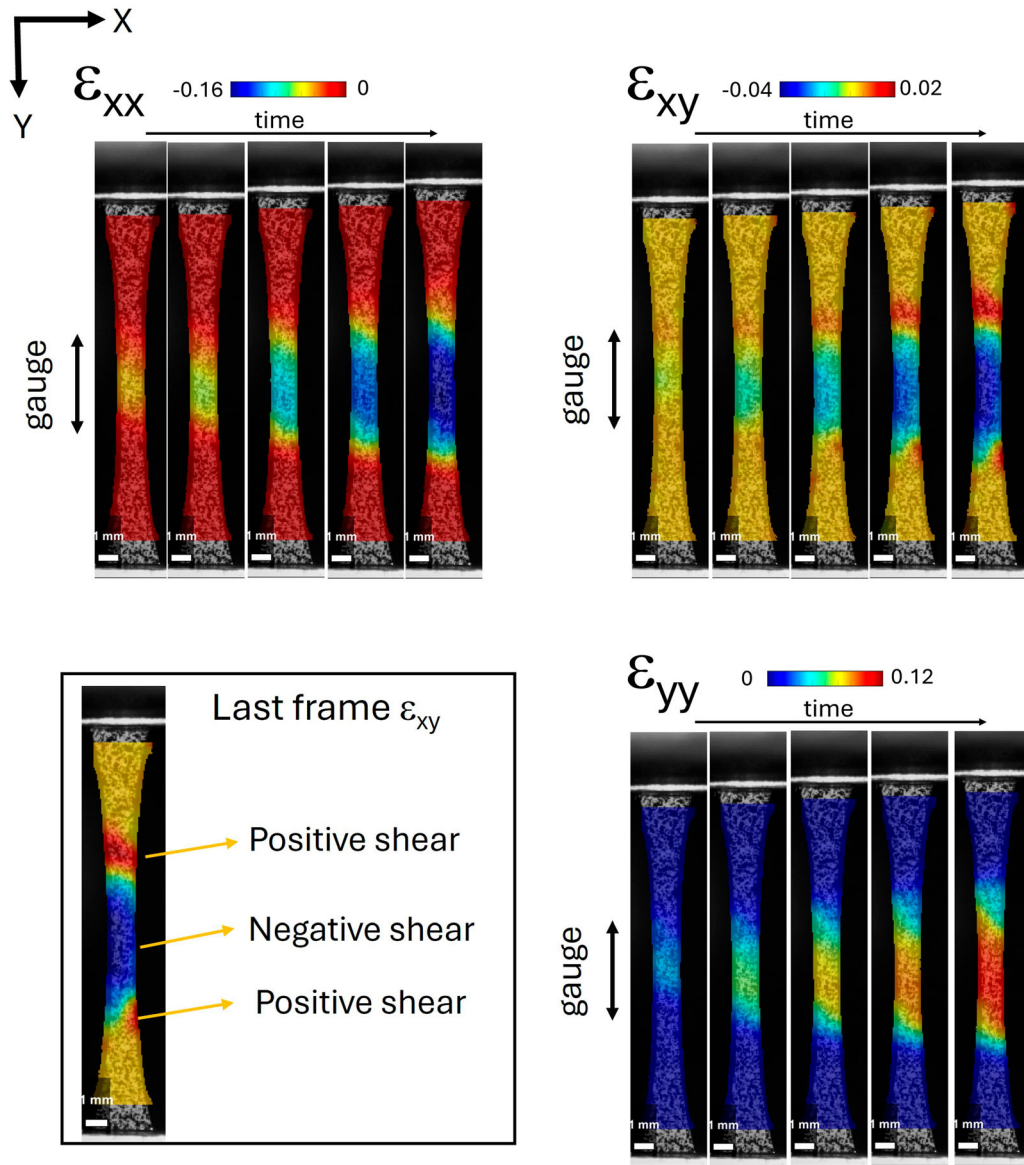 X
Y
εxx
-0.16
0
time
gauge
1 mm
1 mm
1 mm
1 mm
1 mm
εxy
-0.04
0.02
time
gauge
1 mm
1 mm
1 mm
1 mm
1 mm
Last frame εxy
Positive shear
Negative shear
Positive shear
1 mm
εyy
0
0.12
time
gauge
1 mm
1 mm
1 mm
1 mm
1 mm